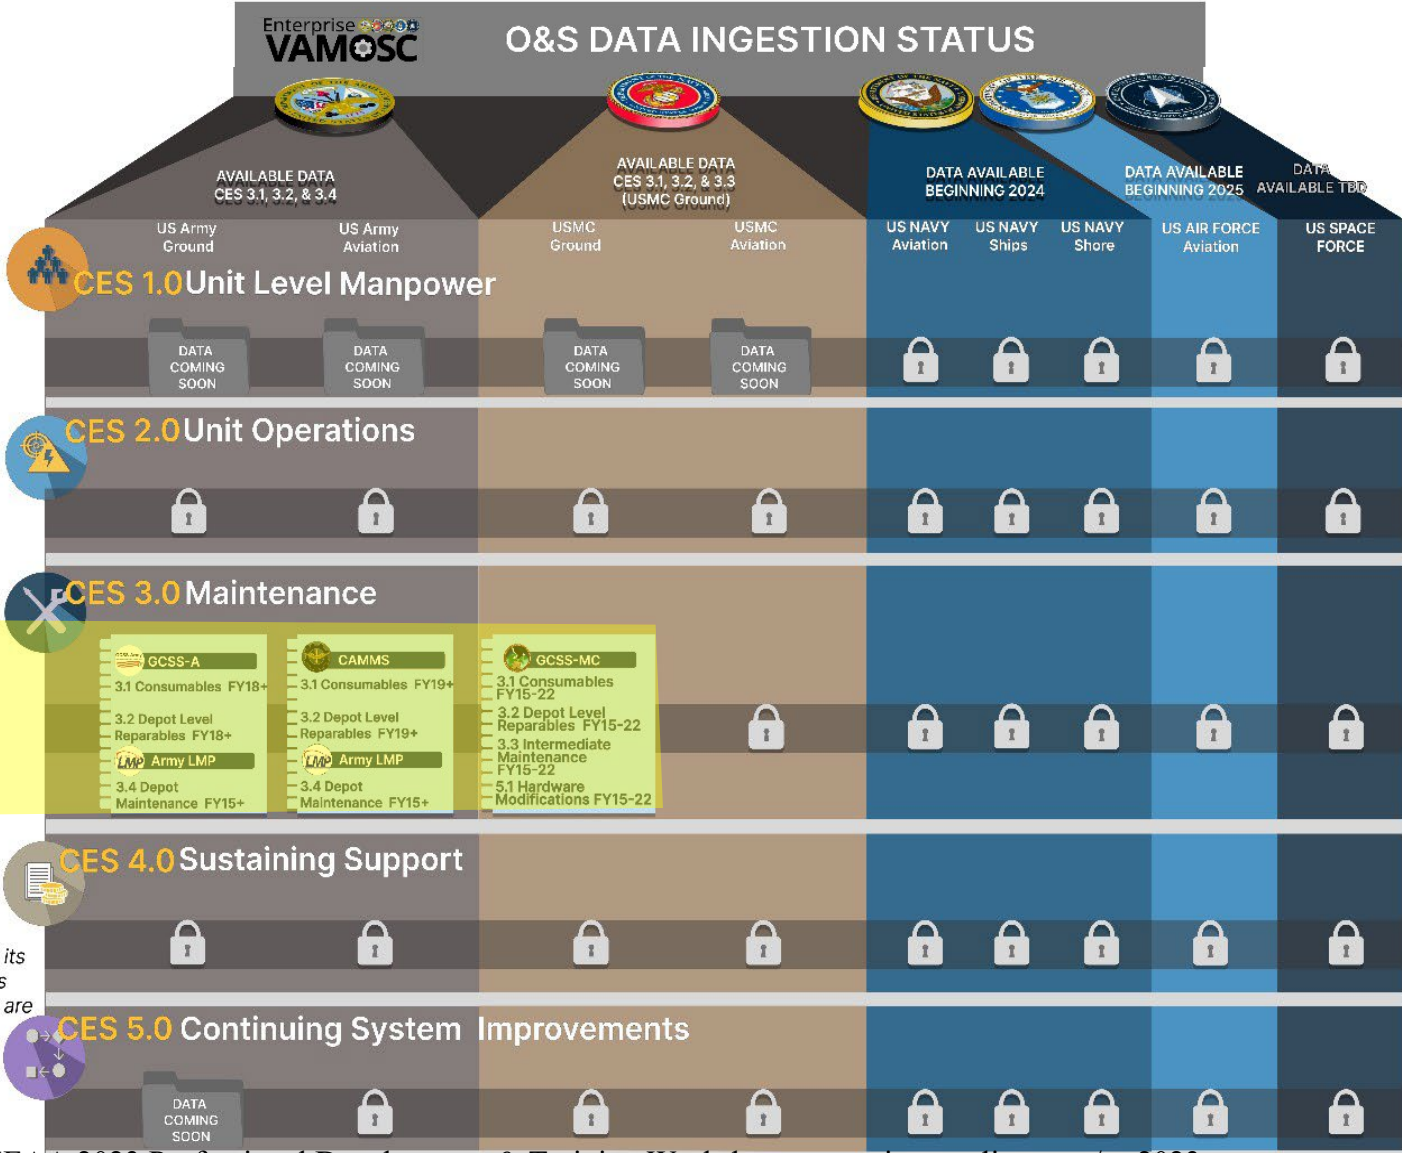 Enterprise
VAMOSC
O&S DATA INGESTION STATUS
AVAILABLE DATA
CES 3.1, 3.2, & 3.4
AVAILABLE DATA
CES 3.1, 3.2, & 3.3
(USMC Ground)
DATA AVAILABLE
BEGINNING 2024
DATA AVAILABLE
BEGINNING 2025
DATA
AVAILABLE TBD
US Army
Ground
US Army
Aviation
USMC
Ground
USMC
Aviation
US NAVY
Aviation
US NAVY
Ships
US NAVY
Shore
US AIR FORCE
Aviation
US SPACE
FORCE
CES 1.0 Unit Level Manpower
DATA
COMING
SOON
DATA
COMING
SOON
DATA
COMING
SOON
DATA
COMING
SOON
CES 2.0 Unit Operations
CES 3.0 Maintenance
GCSS-A
3.1 Consumables FY18+
3.2 Depot Level
Reparables FY18+
LMP Army LMP
3.4 Depot
Maintenance FY15+
CAMMS
3.1 Consumables FY19+
3.2 Depot Level
Reparables FY19+
LMP Army LMP
3.4 Depot
Maintenance FY15+
GCSS-MC
3.1 Consumables
FY15-22
3.2 Depot Level
Reparables FY15-22
3.3 Intermediate
Maintenance
FY15-22
5.1 Hardware
Modifications FY15-22
CES 4.0 Sustaining Support
its
are
CES 5.0 Continuing System Improvements
DATA
COMING
SOON